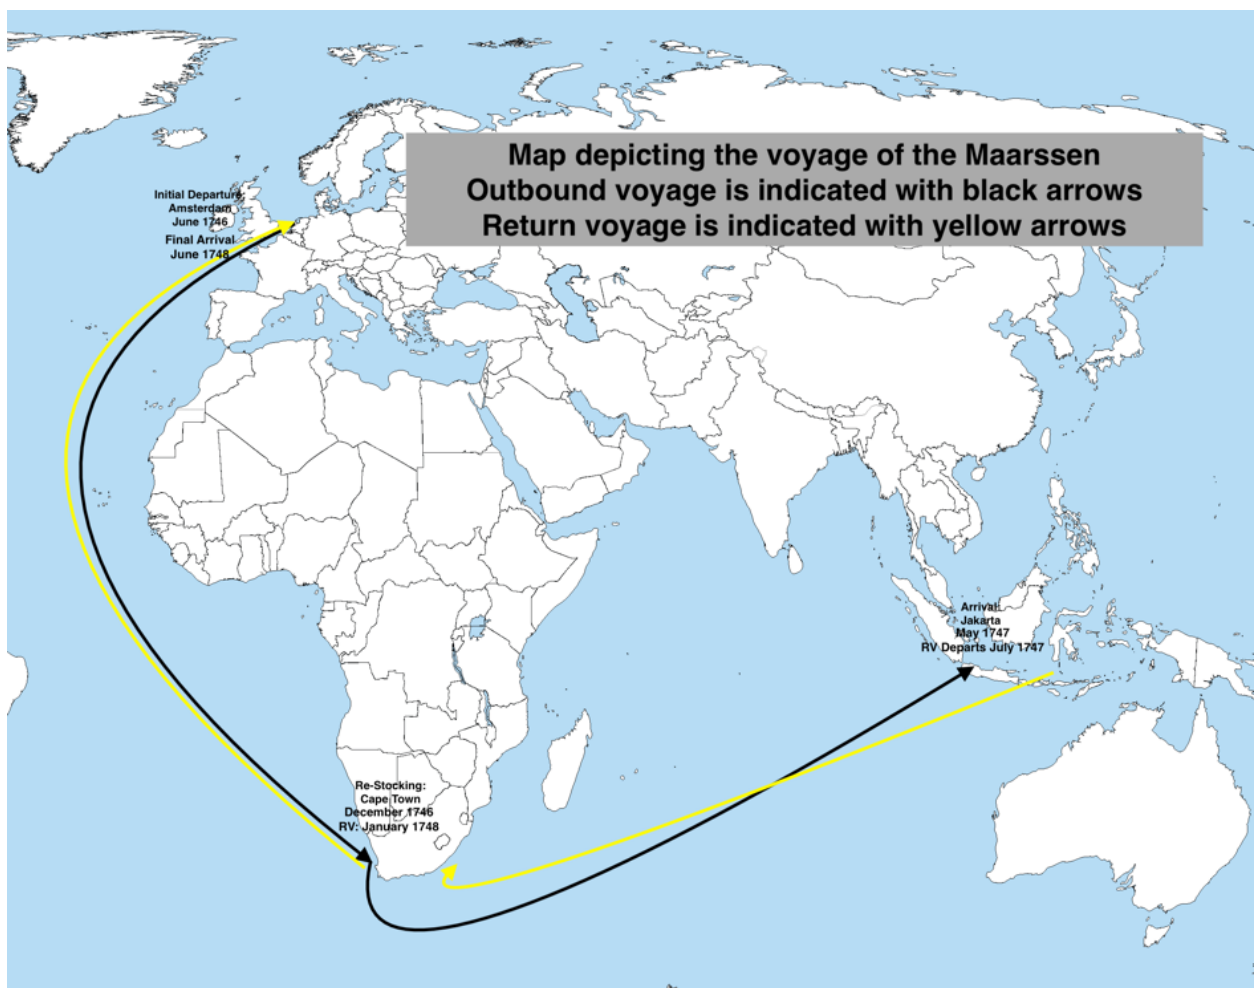 Map depicting the voyage of the Maarssen
Outbound voyage is indicated with black arrows
Return voyage is indicated with yellow arrows
Initial Departure:
Amsterdam
June 1746
Final Arrival
June 1748
Arrival:
Jakarta
May 1747
RV Departs July 1747
Re-Stocking:
Cape Town
December 1746
RV: January 1748